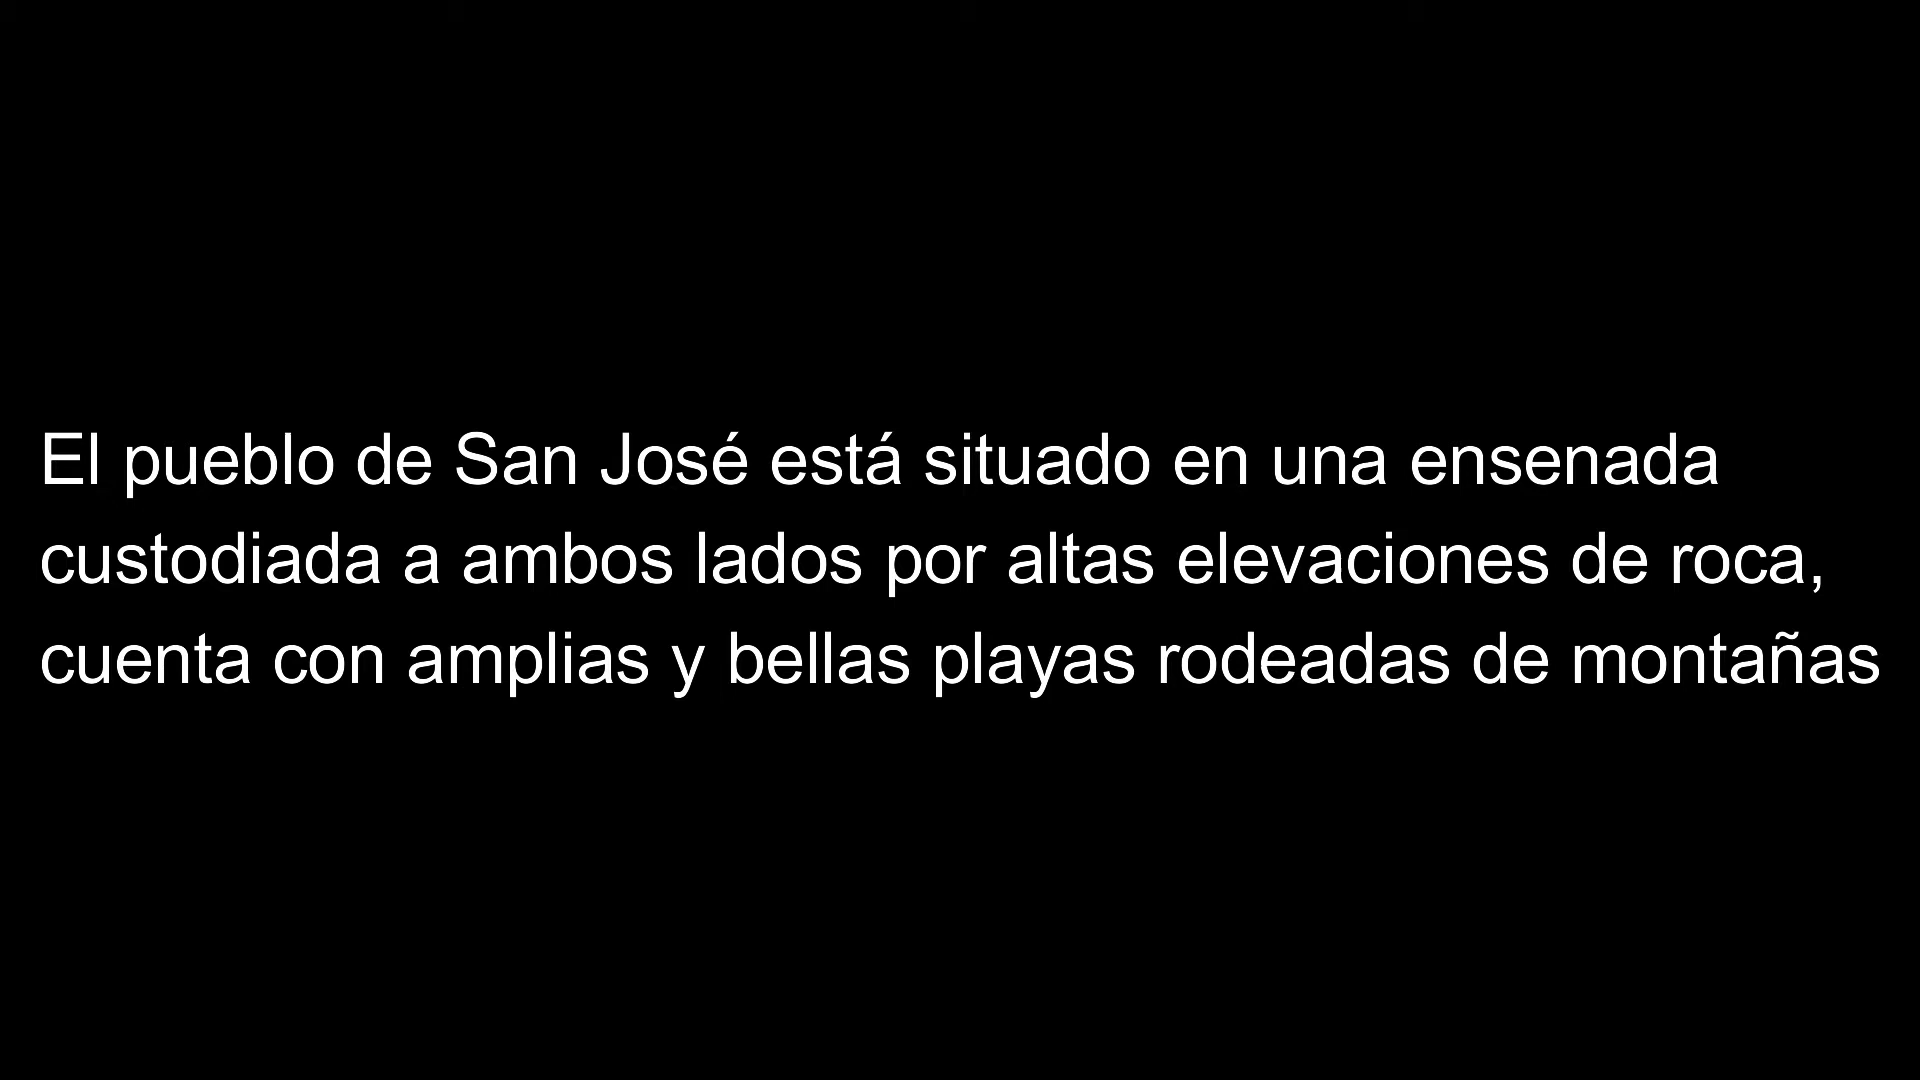 El pueblo de San José está situado en una ensenada
custodiada a ambos lados por altas elevaciones de roca,
cuenta con amplias y bellas playas rodeadas de montañas